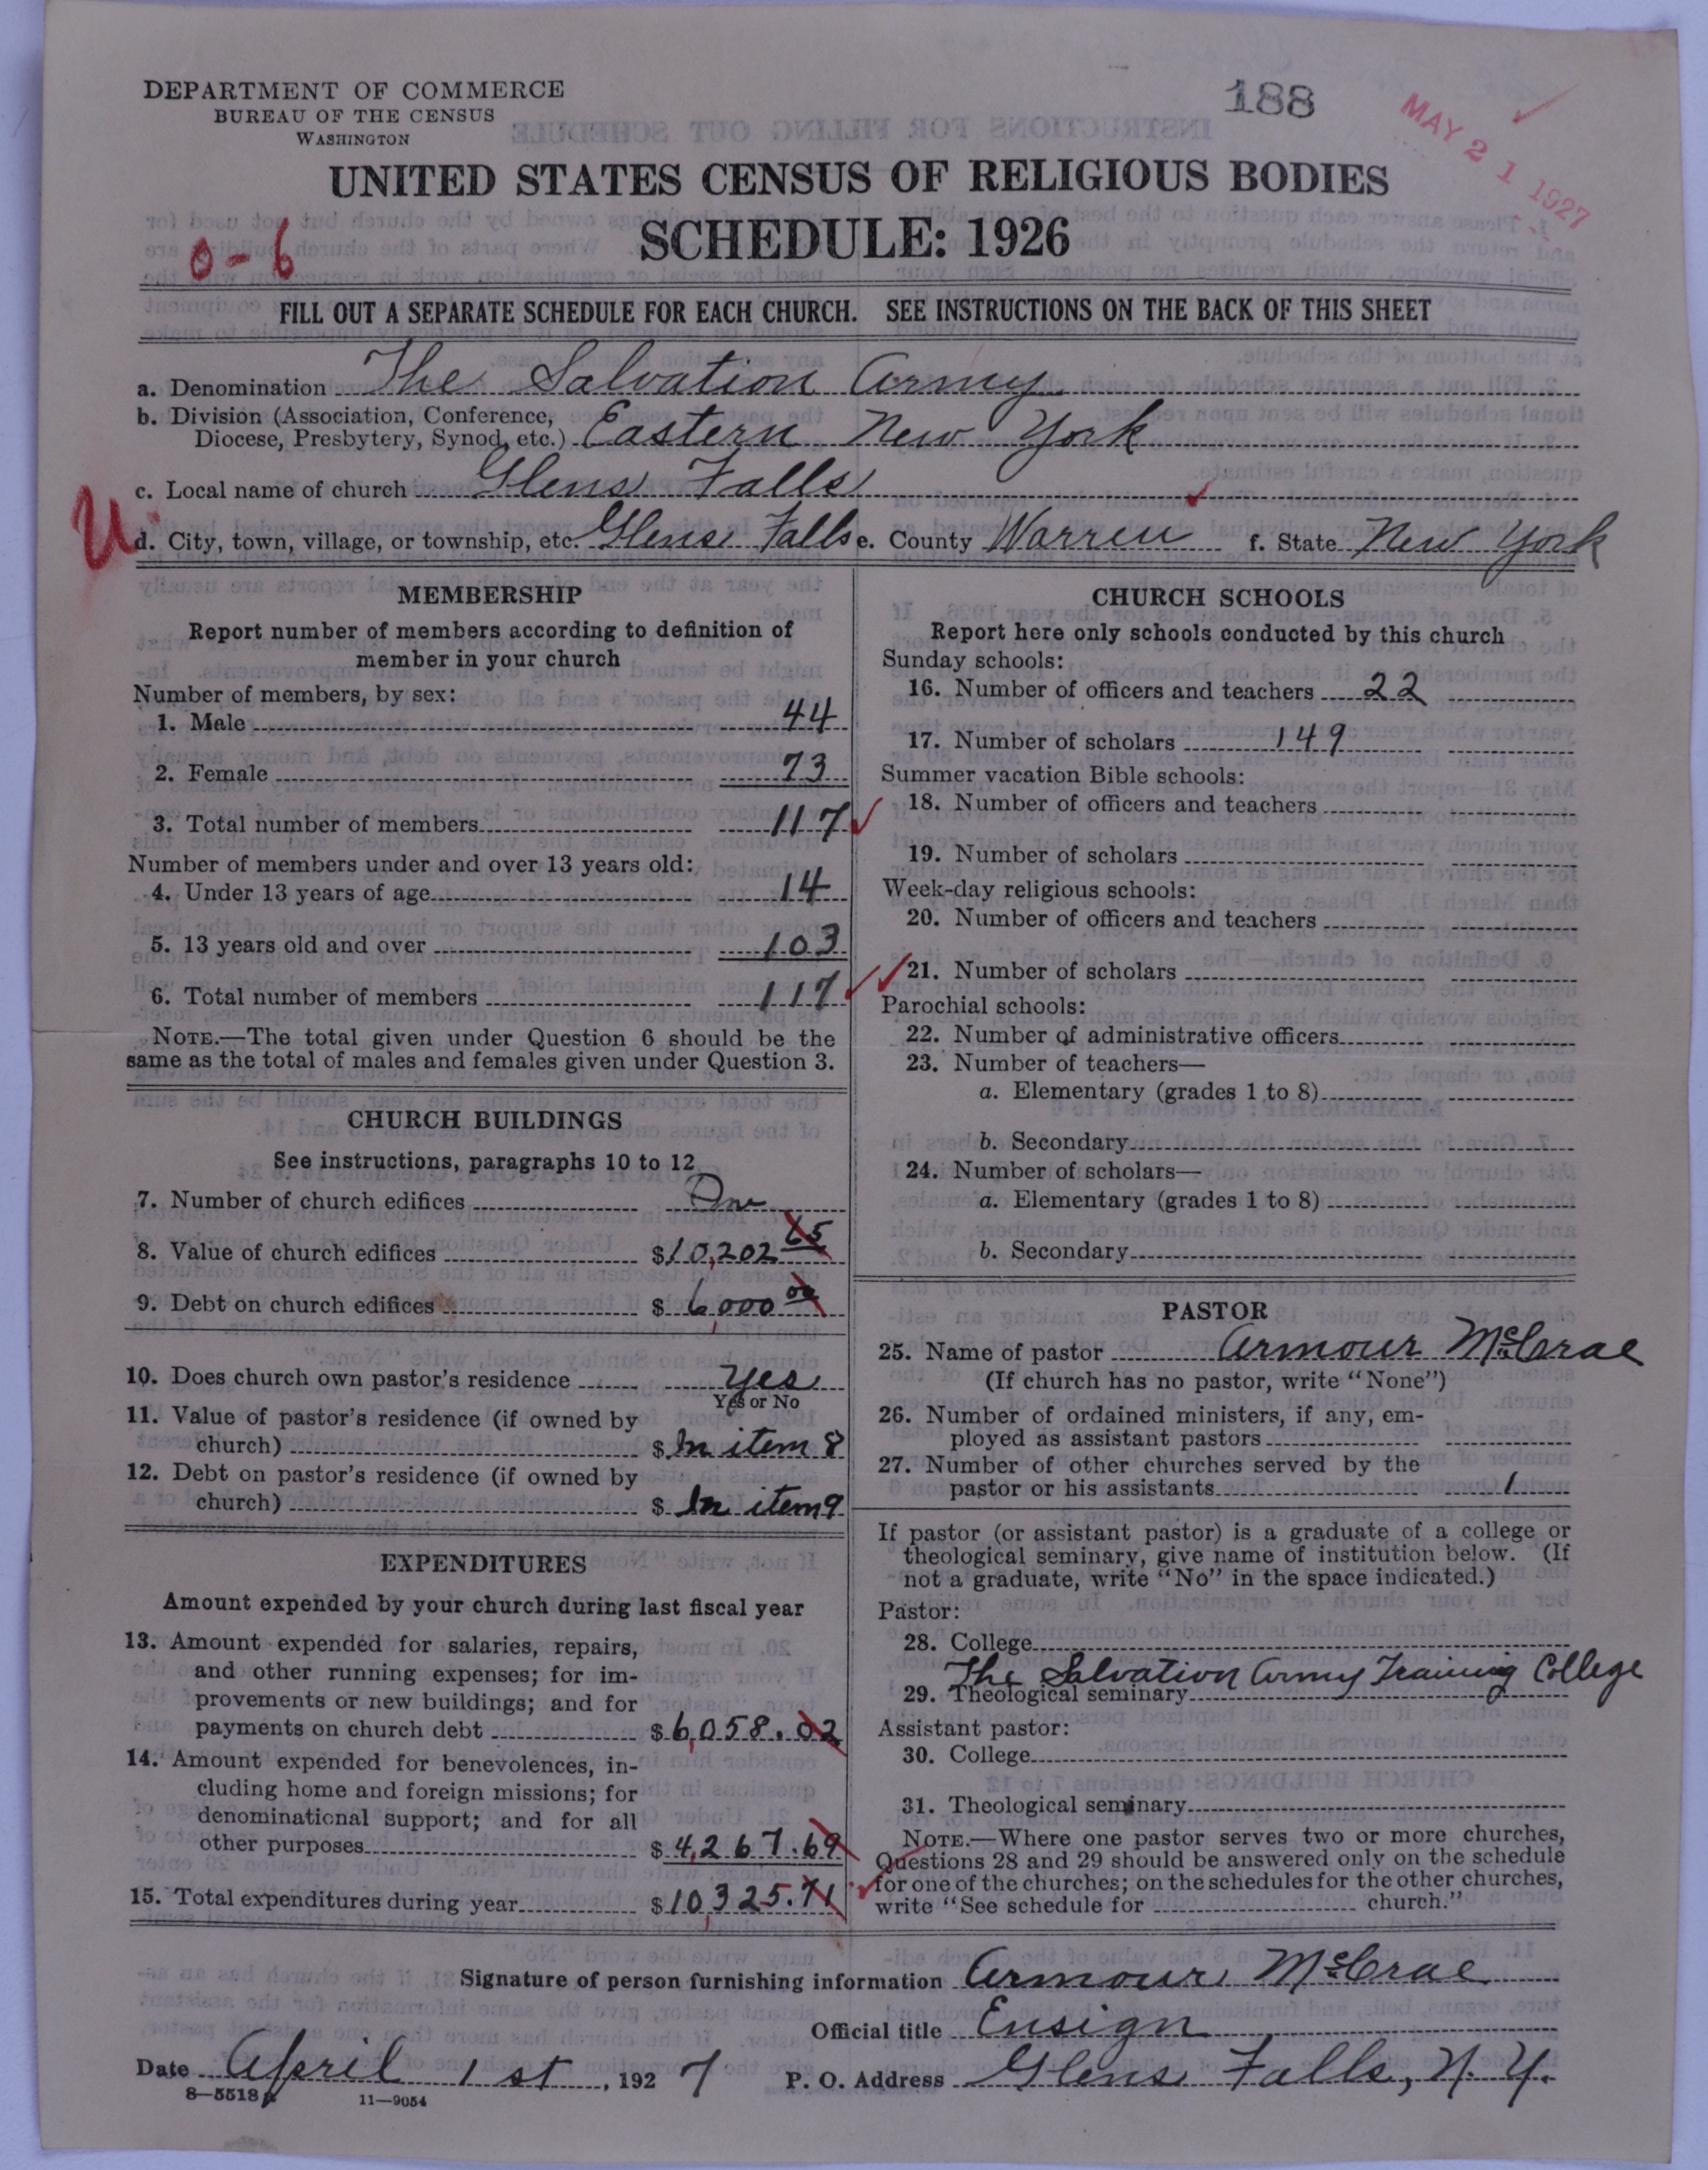 DEPARTMENT OF COMMERCE
BUREAU OF THE CENSUS
WASHINGTON
188
MAY 21 1927
UNITED STATES CENSUS OF RELIGIOUS BODIES
SCHEDULE: 1926
0-6
FILL OUT A SEPARATE SCHEDULE FOR EACH CHURCH. SEE INSTRUCTIONS ON THE BACK OF THIS SHEET
a. Denomination The Salvation Army
b. Division (Association, Conference,
Diocese, Presbytery, Synod, etc.) Eastern New York
c. Local name of church Glens Falls
U
d. City, town, village, or township, etc. Glens Falls e. County Warren f. State New York
MEMBERSHIP
Report number of members according to definition of
member in your church
Number of members, by sex:
1. Male 44
2. Female 73
3. Total number of members 117
Number of members under and over 13 years old:
4. Under 13 years of age 14
5. 13 years old and over 103
6. Total number of members 117
NOTE.—The total given under Question 6 should be the
same as the total of males and females given under Question 3.
CHURCH BUILDINGS
See instructions, paragraphs 10 to 12
7. Number of church edifices One
8. Value of church edifices $10,202 65
9. Debt on church edifices $ 6,000 00
10. Does church own pastor's residence Yes
Yes or No
11. Value of pastor's residence (if owned by
church) $ In item 8
12. Debt on pastor's residence (if owned by
church) $ In item 9
EXPENDITURES
Amount expended by your church during last fiscal year
13. Amount expended for salaries, repairs,
and other running expenses; for im-
provements or new buildings; and for
payments on church debt $6,058.02
14. Amount expended for benevolences, in-
cluding home and foreign missions; for
denominational support; and for all
other purposes $4,267.69
15. Total expenditures during year $10,325.71
CHURCH SCHOOLS
Report here only schools conducted by this church
Sunday schools:
16. Number of officers and teachers 22
17. Number of scholars 149
Summer vacation Bible schools:
18. Number of officers and teachers
19. Number of scholars
Week-day religious schools:
20. Number of officers and teachers
21. Number of scholars
Parochial schools:
22. Number of administrative officers
23. Number of teachers—
a. Elementary (grades 1 to 8)
b. Secondary
24. Number of scholars—
a. Elementary (grades 1 to 8)
b. Secondary
PASTOR
25. Name of pastor Armour McCrae
(If church has no pastor, write "None")
26. Number of ordained ministers, if any, em-
ployed as assistant pastors
27. Number of other churches served by the
pastor or his assistants 1
If pastor (or assistant pastor) is a graduate of a college or
theological seminary, give name of institution below. (If
not a graduate, write "No" in the space indicated.)
Pastor:
28. College
The Salvation Army Training College
29. Theological seminary
Assistant pastor:
30. College
31. Theological seminary
NOTE.—Where one pastor serves two or more churches,
Questions 28 and 29 should be answered only on the schedule
for one of the churches; on the schedules for the other churches,
write "See schedule for church."
Signature of person furnishing information Armour McCrae
Official title Ensign
Date April 1st, 1927 P. O. Address Glens Falls, N. Y.
8—5518
11—9054